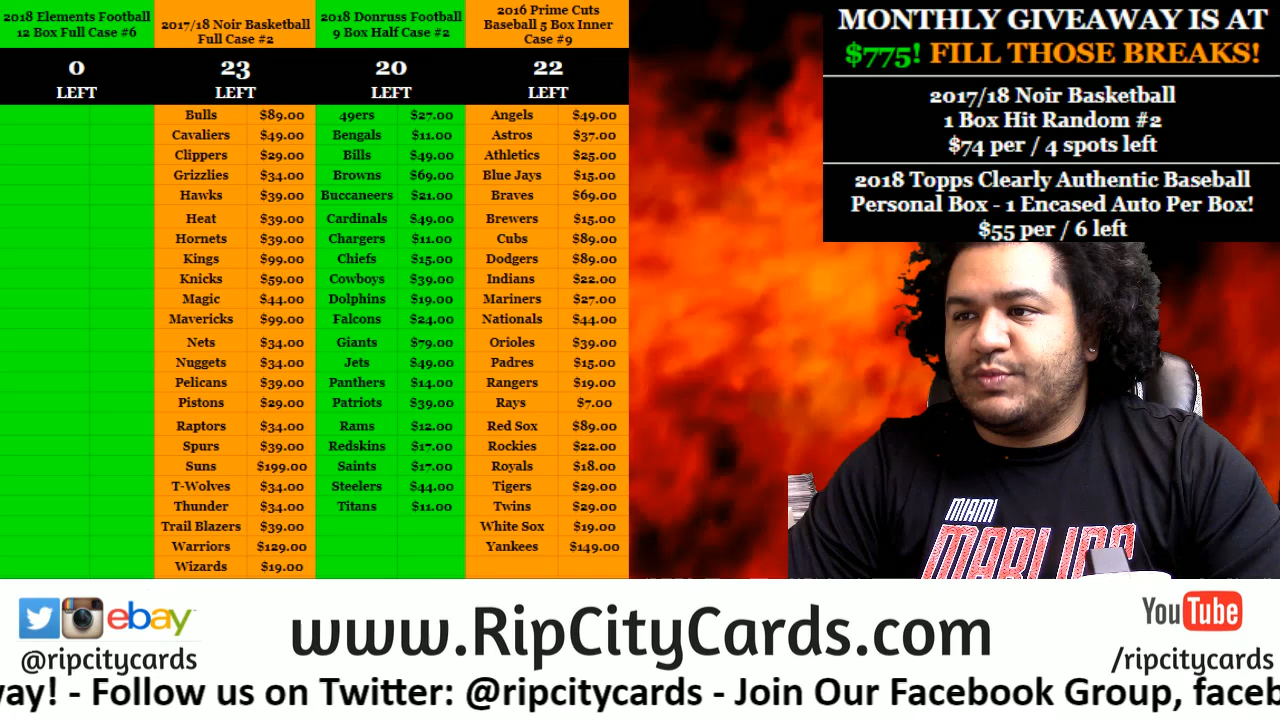 2018 Elements Football
12 Box Full Case #6
0
LEFT
2017/18 Noir Basketball
Full Case #2
23
LEFT
Bulls $89.00
Cavaliers $49.00
Clippers $29.00
Grizzlies $34.00
Hawks $39.00
Heat $39.00
Hornets $39.00
Kings $99.00
Knicks $59.00
Magic $44.00
Mavericks $99.00
Nets $34.00
Nuggets $34.00
Pelicans $39.00
Pistons $29.00
Raptors $34.00
Spurs $39.00
Suns $199.00
T-Wolves $34.00
Thunder $34.00
Trail Blazers $39.00
Warriors $129.00
Wizards $19.00
2018 Donruss Football
9 Box Half Case #2
20
LEFT
49ers $27.00
Bengals $11.00
Bills $49.00
Browns $69.00
Buccaneers $21.00
Cardinals $49.00
Chargers $11.00
Chiefs $15.00
Cowboys $39.00
Dolphins $19.00
Falcons $24.00
Giants $79.00
Jets $49.00
Panthers $14.00
Patriots $39.00
Rams $12.00
Redskins $17.00
Saints $17.00
Steelers $44.00
Titans $11.00
2016 Prime Cuts
Baseball 5 Box Inner
Case #9
22
LEFT
Angels $49.00
Astros $37.00
Athletics $25.00
Blue Jays $15.00
Braves $69.00
Brewers $15.00
Cubs $89.00
Dodgers $89.00
Indians $22.00
Mariners $27.00
Nationals $44.00
Orioles $39.00
Padres $15.00
Rangers $19.00
Rays $7.00
Red Sox $89.00
Rockies $22.00
Royals $18.00
Tigers $29.00
Twins $29.00
White Sox $19.00
Yankees $149.00
MONTHLY GIVEAWAY IS AT
$775! FILL THOSE BREAKS!
2017/18 Noir Basketball
1 Box Hit Random #2
$74 per / 4 spots left
2018 Topps Clearly Authentic Baseball
Personal Box - 1 Encased Auto Per Box!
$55 per / 6 left
MIAMI
MARLINS
ebay
@ripcitycards
www.RipCityCards.com
YouTube
/ripcitycards
way! - Follow us on Twitter: @ripcitycards - Join Our Facebook Group, faceb